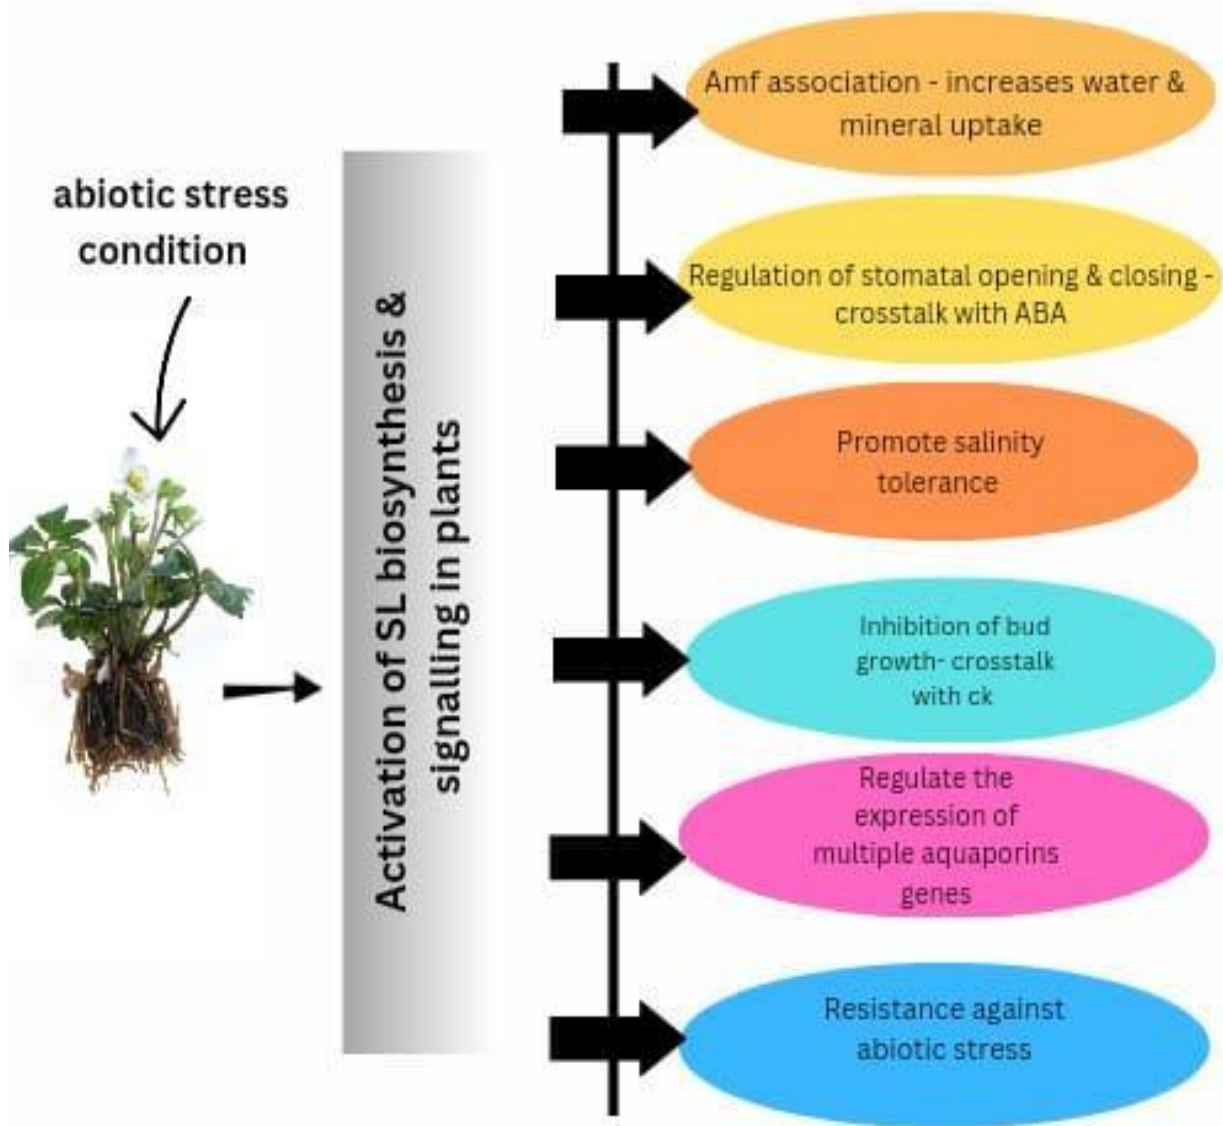 abiotic stress
condition
Activation of SL biosynthesis &
signalling in plants
Amf association - increases water &
mineral uptake
Regulation of stomatal opening & closing -
crosstalk with ABA
Promote salinity
tolerance
Inhibition of bud
growth- crosstalk
with ck
Regulate the
expression of
multiple aquaporins
genes
Resistance against
abiotic stress